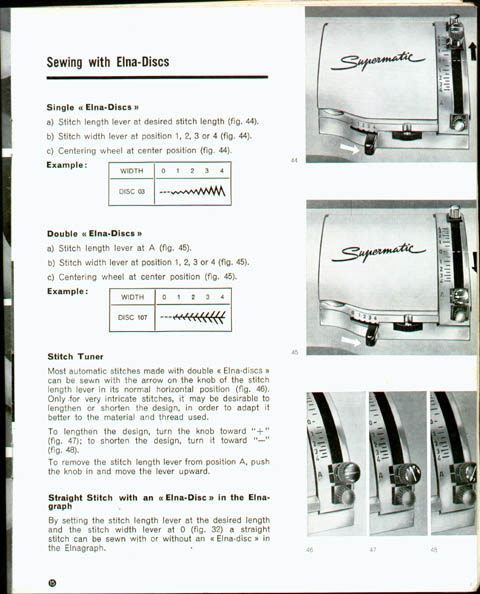 Sewing with Elna-Discs
Single « Elna-Discs »
a) Stitch length lever at desired stitch length (fig. 44).
b) Stitch width lever at position 1, 2, 3 or 4 (fig. 44).
c) Centering wheel at center position (fig. 44).
Example:
WIDTH 0 1 2 3 4
DISC 03
Supermatic
44
Double « Elna-Discs »
a) Stitch length lever at A (fig. 45).
b) Stitch width lever at position 1, 2, 3 or 4 (fig. 45).
c) Centering wheel at center position (fig. 45).
Example:
WIDTH 0 1 2 3 4
DISC 107
Supermatic
45
Stitch Tuner
Most automatic stitches made with double « Elna-discs »
can be sewn with the arrow on the knob of the stitch
length lever in its normal horizontal position (fig. 46).
Only for very intricate stitches, it may be desirable to
lengthen or shorten the design, in order to adapt it
better to the material and thread used.
To lengthen the design, turn the knob toward "+"
(fig. 47); to shorten the design, turn it toward "—"
(fig. 48).
To remove the stitch length lever from position A, push
the knob in and move the lever upward.
Straight Stitch with an « Elna-Disc » in the Elna-
graph
By setting the stitch length lever at the desired length
and the stitch width lever at 0 (fig. 32) a straight
stitch can be sewn with or without an « Elna-disc » in
the Elnagraph.
46 47 48
15